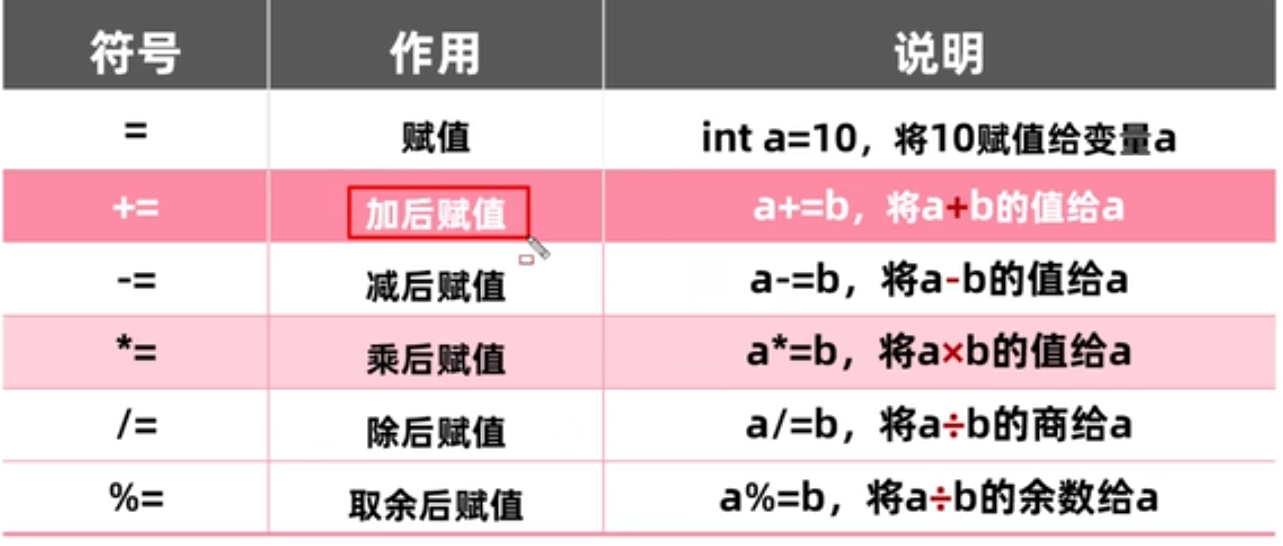 符号 作用 说明
= 赋值 int a=10，将10赋值给变量a
+= 加后赋值 a+=b，将a+b的值给a
-= 减后赋值 a-=b，将a-b的值给a
*= 乘后赋值 a*=b，将a×b的值给a
/= 除后赋值 a/=b，将a÷b的商给a
%= 取余后赋值 a%=b，将a÷b的余数给a